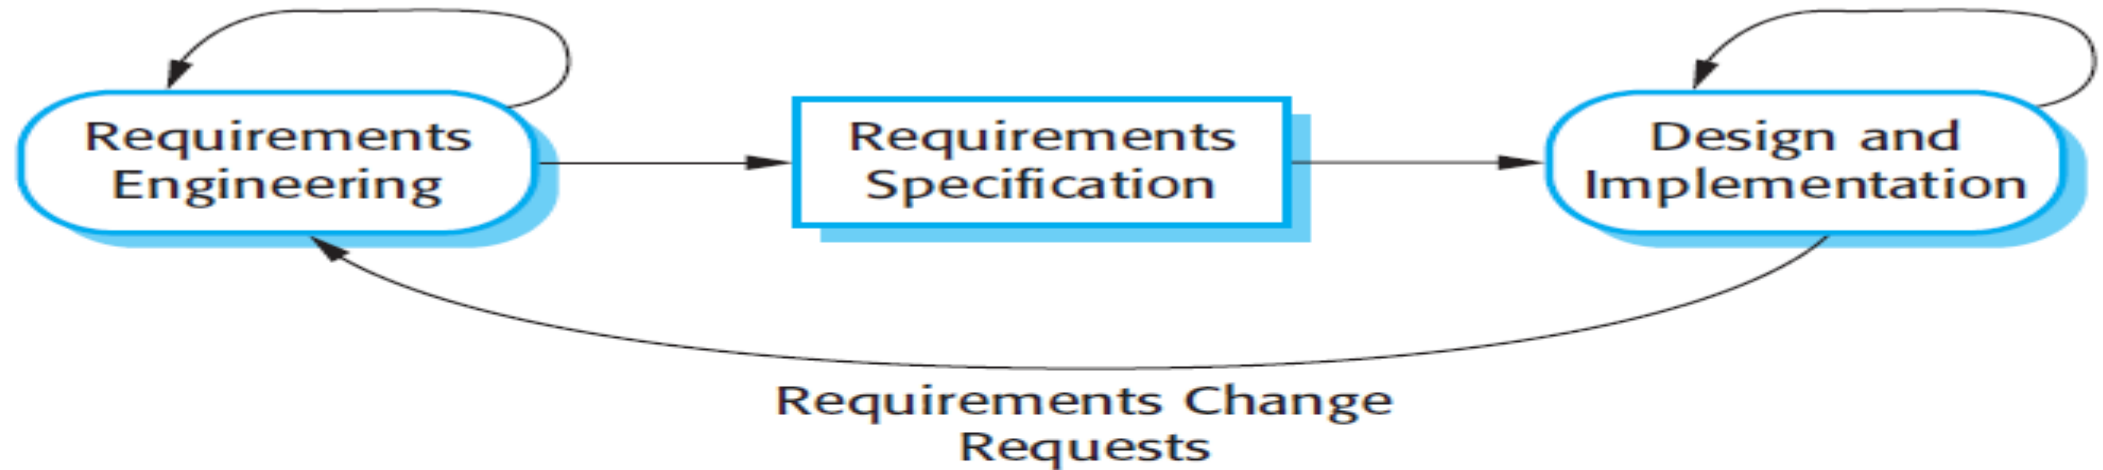 Requirements
Engineering
Requirements
Specification
Design and
Implementation
Requirements Change
Requests